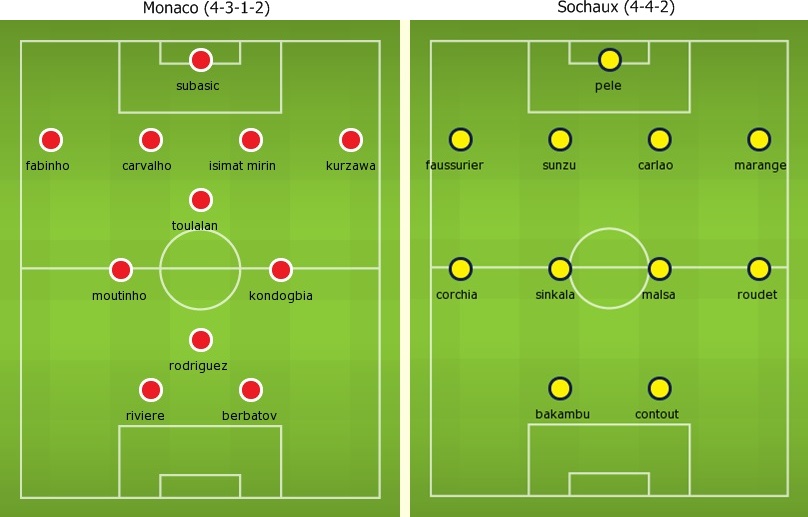 Monaco (4-3-1-2)
subasic
fabinho carvalho isimat mirin kurzawa
toulalan
moutinho kondogbia
rodriguez
riviere berbatov
Sochaux (4-4-2)
pele
faussurier sunzu carlao marange
corchia sinkala malsa roudet
bakambu contout